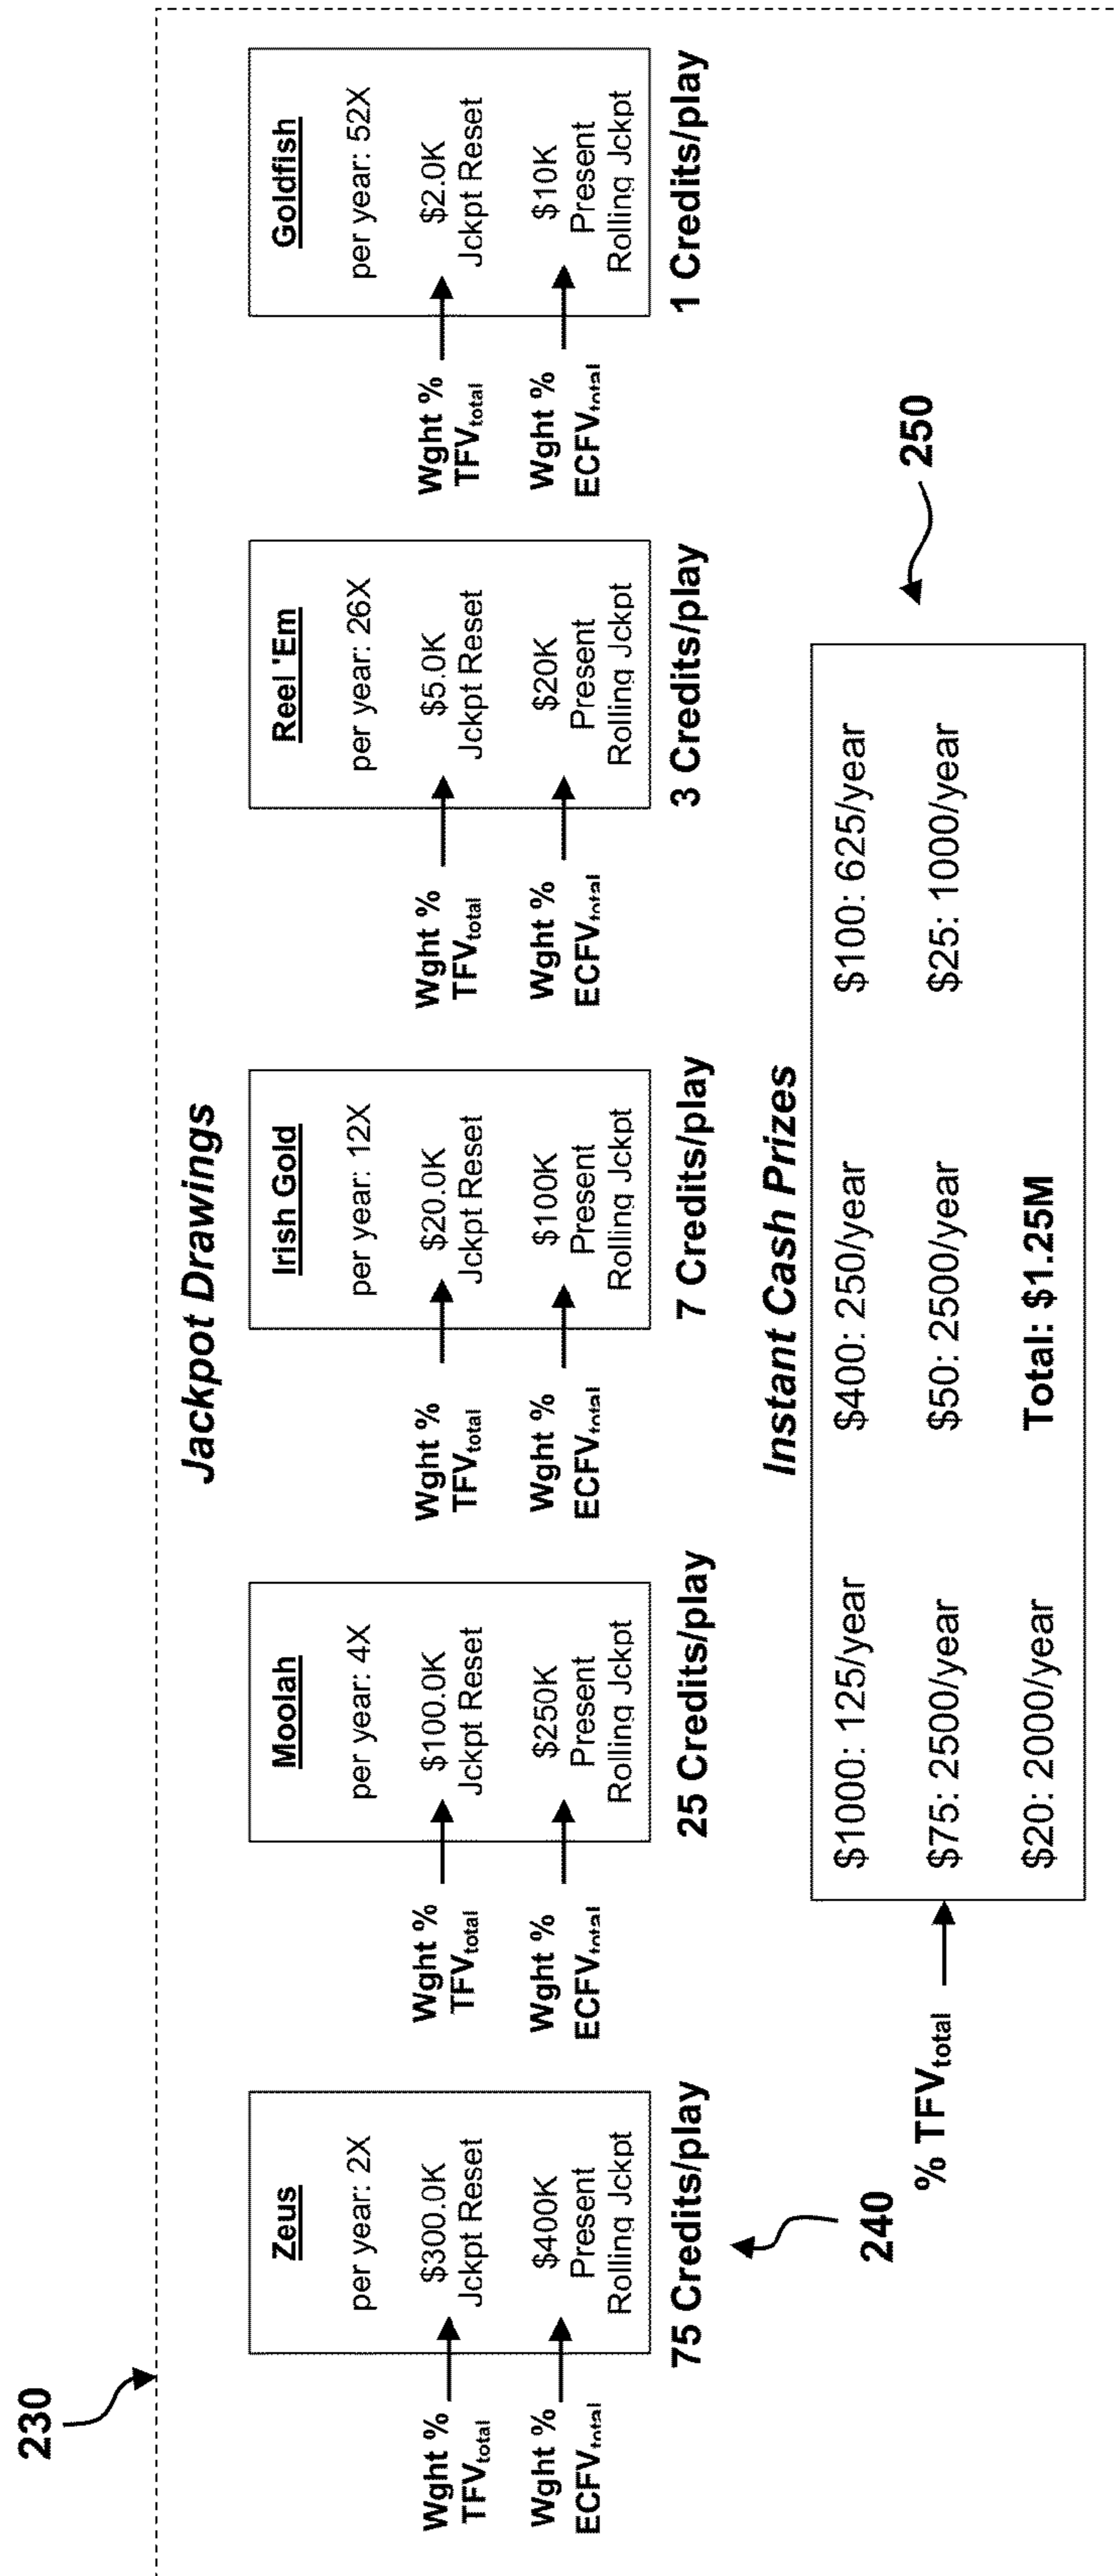 230
Jackpot Drawings
Zeus
per year: 2X
Wght %
TFVtotal
$300.0K
Jckpt Reset
Wght %
ECFVtotal
$400K
Present
Rolling Jckpt
75 Credits/play
240
Moolah
per year: 4X
Wght %
TFVtotal
$100.0K
Jckpt Reset
Wght %
ECFVtotal
$250K
Present
Rolling Jckpt
25 Credits/play
Irish Gold
per year: 12X
Wght %
TFVtotal
$20.0K
Jckpt Reset
Wght %
ECFVtotal
$100K
Present
Rolling Jckpt
7 Credits/play
Reel 'Em
per year: 26X
Wght %
TFVtotal
$5.0K
Jckpt Reset
Wght %
ECFVtotal
$20K
Present
Rolling Jckpt
3 Credits/play
Goldfish
per year: 52X
Wght %
TFVtotal
$2.0K
Jckpt Reset
Wght %
ECFVtotal
$10K
Present
Rolling Jckpt
1 Credits/play
Instant Cash Prizes
250
% TFVtotal
$1000: 125/year $400: 250/year $100: 625/year
$75: 2500/year $50: 2500/year $25: 1000/year
$20: 2000/year Total: $1.25M